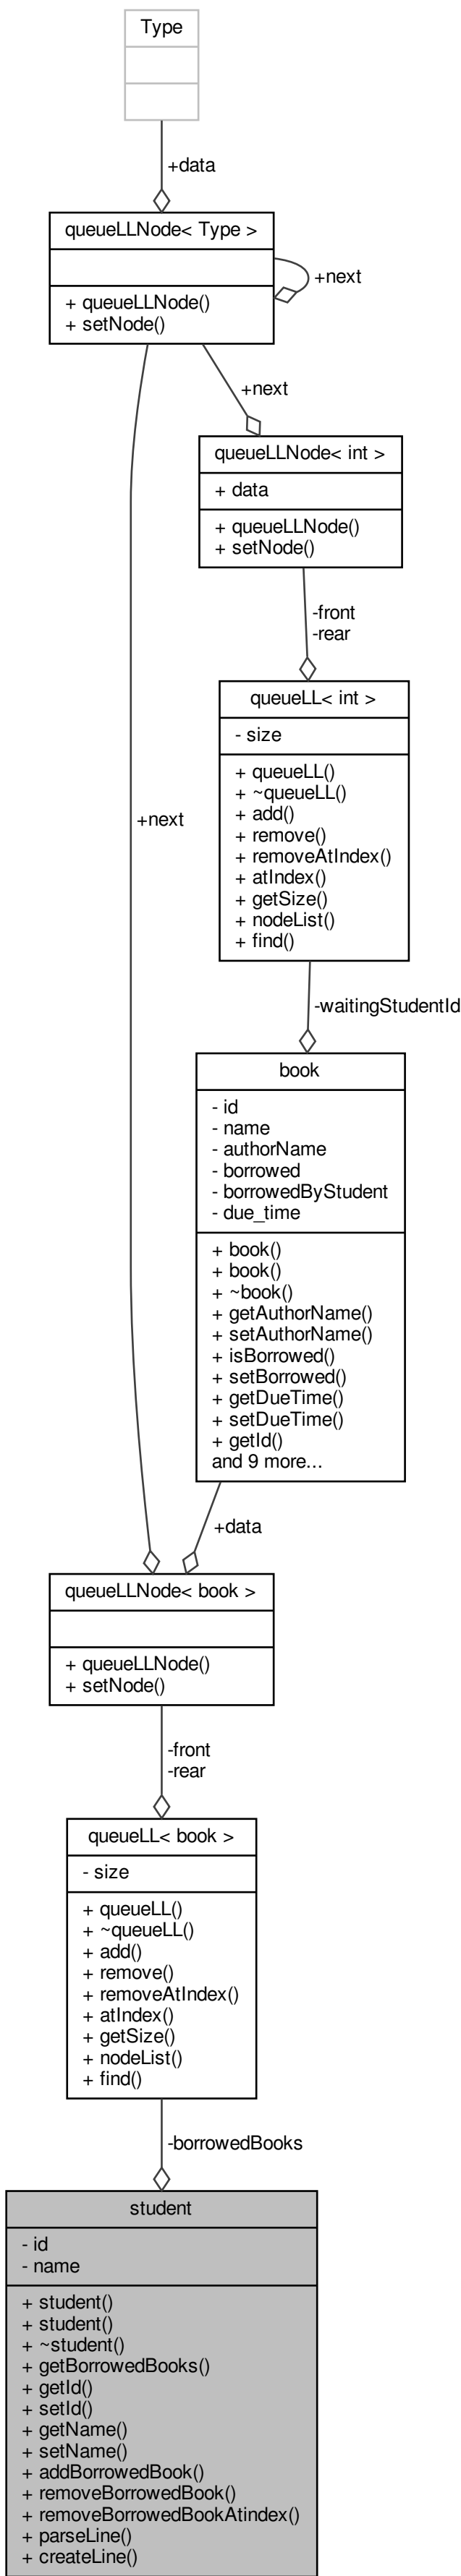 Type
+data
queueLLNode< Type >
+ queueLLNode()
+ setNode()
+next
+next
queueLLNode< int >
+ data
+ queueLLNode()
+ setNode()
-front
-rear
queueLL< int >
- size
+ queueLL()
+ ~queueLL()
+ add()
+ remove()
+ removeAtIndex()
+ atIndex()
+ getSize()
+ nodeList()
+ find()
+next
-waitingStudentId
book
- id
- name
- authorName
- borrowed
- borrowedByStudent
- due_time
+ book()
+ book()
+ ~book()
+ getAuthorName()
+ setAuthorName()
+ isBorrowed()
+ setBorrowed()
+ getDueTime()
+ setDueTime()
+ getId()
and 9 more...
+data
queueLLNode< book >
+ queueLLNode()
+ setNode()
-front
-rear
queueLL< book >
- size
+ queueLL()
+ ~queueLL()
+ add()
+ remove()
+ removeAtIndex()
+ atIndex()
+ getSize()
+ nodeList()
+ find()
-borrowedBooks
student
- id
- name
+ student()
+ student()
+ ~student()
+ getBorrowedBooks()
+ getId()
+ setId()
+ getName()
+ setName()
+ addBorrowedBook()
+ removeBorrowedBook()
+ removeBorrowedBookAtindex()
+ parseLine()
+ createLine()